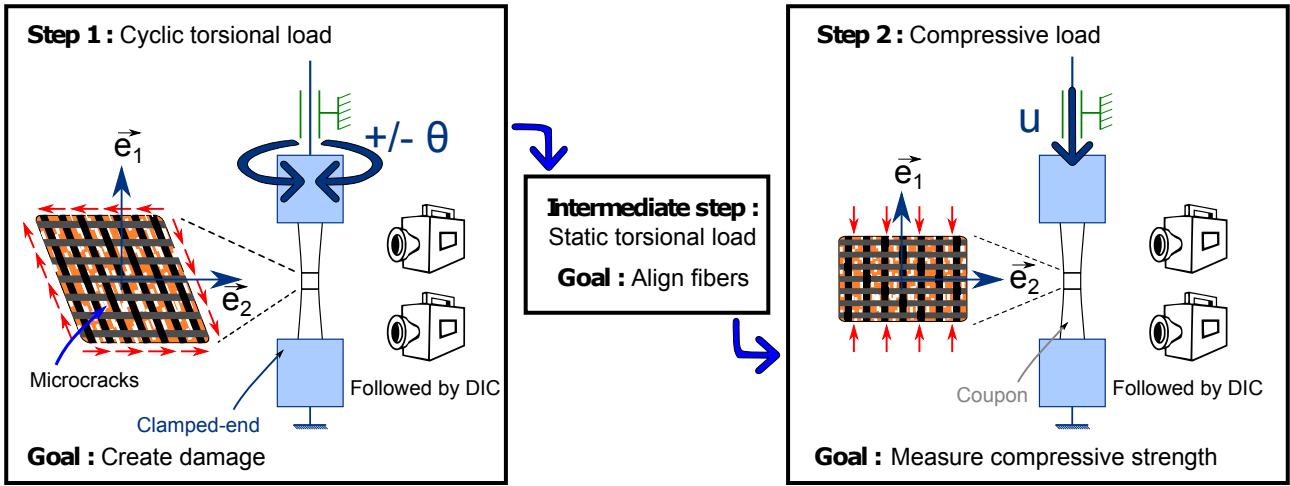 Step 1 : Cyclic torsional load
+/- θ
e₁
e₂
Microcracks
Followed by DIC
Clamped-end
Goal : Create damage
Intermediate step :
Static torsional load
Goal : Align fibers
Step 2 : Compressive load
u
e₁
e₂
Coupon
Followed by DIC
Goal : Measure compressive strength